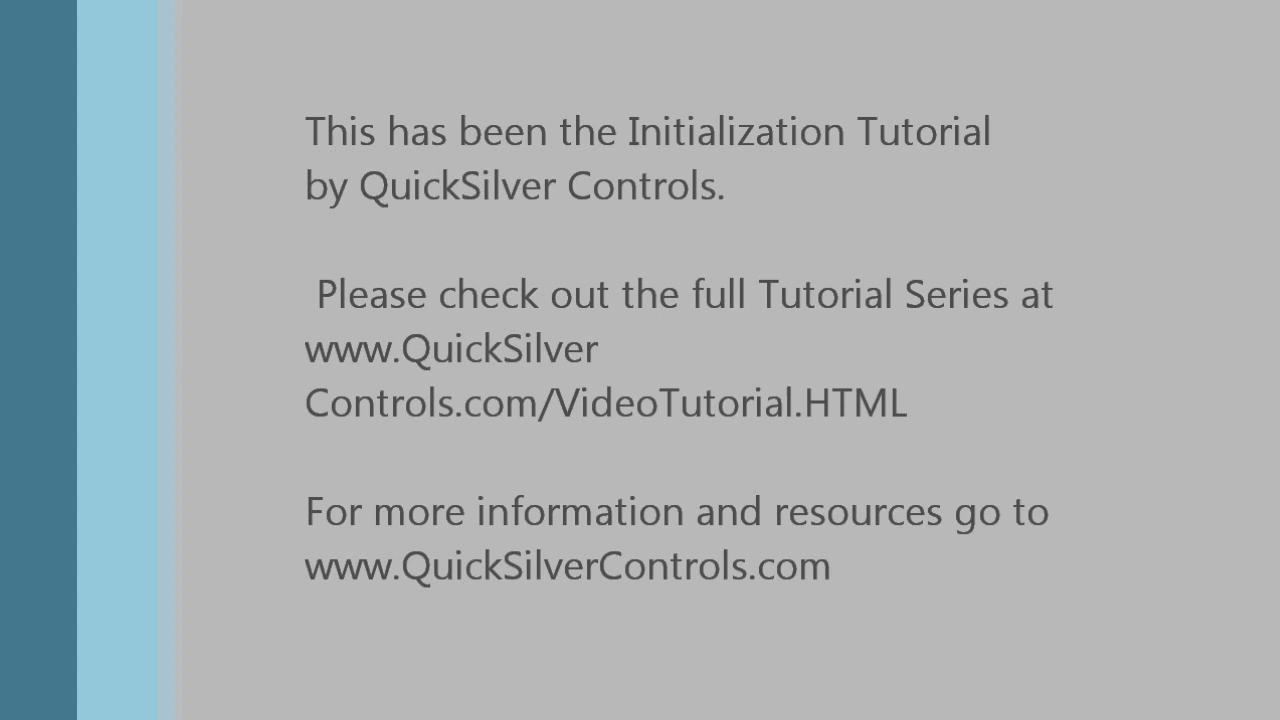 This has been the Initialization Tutorial
by QuickSilver Controls.
Please check out the full Tutorial Series at
www.QuickSilver
Controls.com/VideoTutorial.HTML
For more information and resources go to
www.QuickSilverControls.com